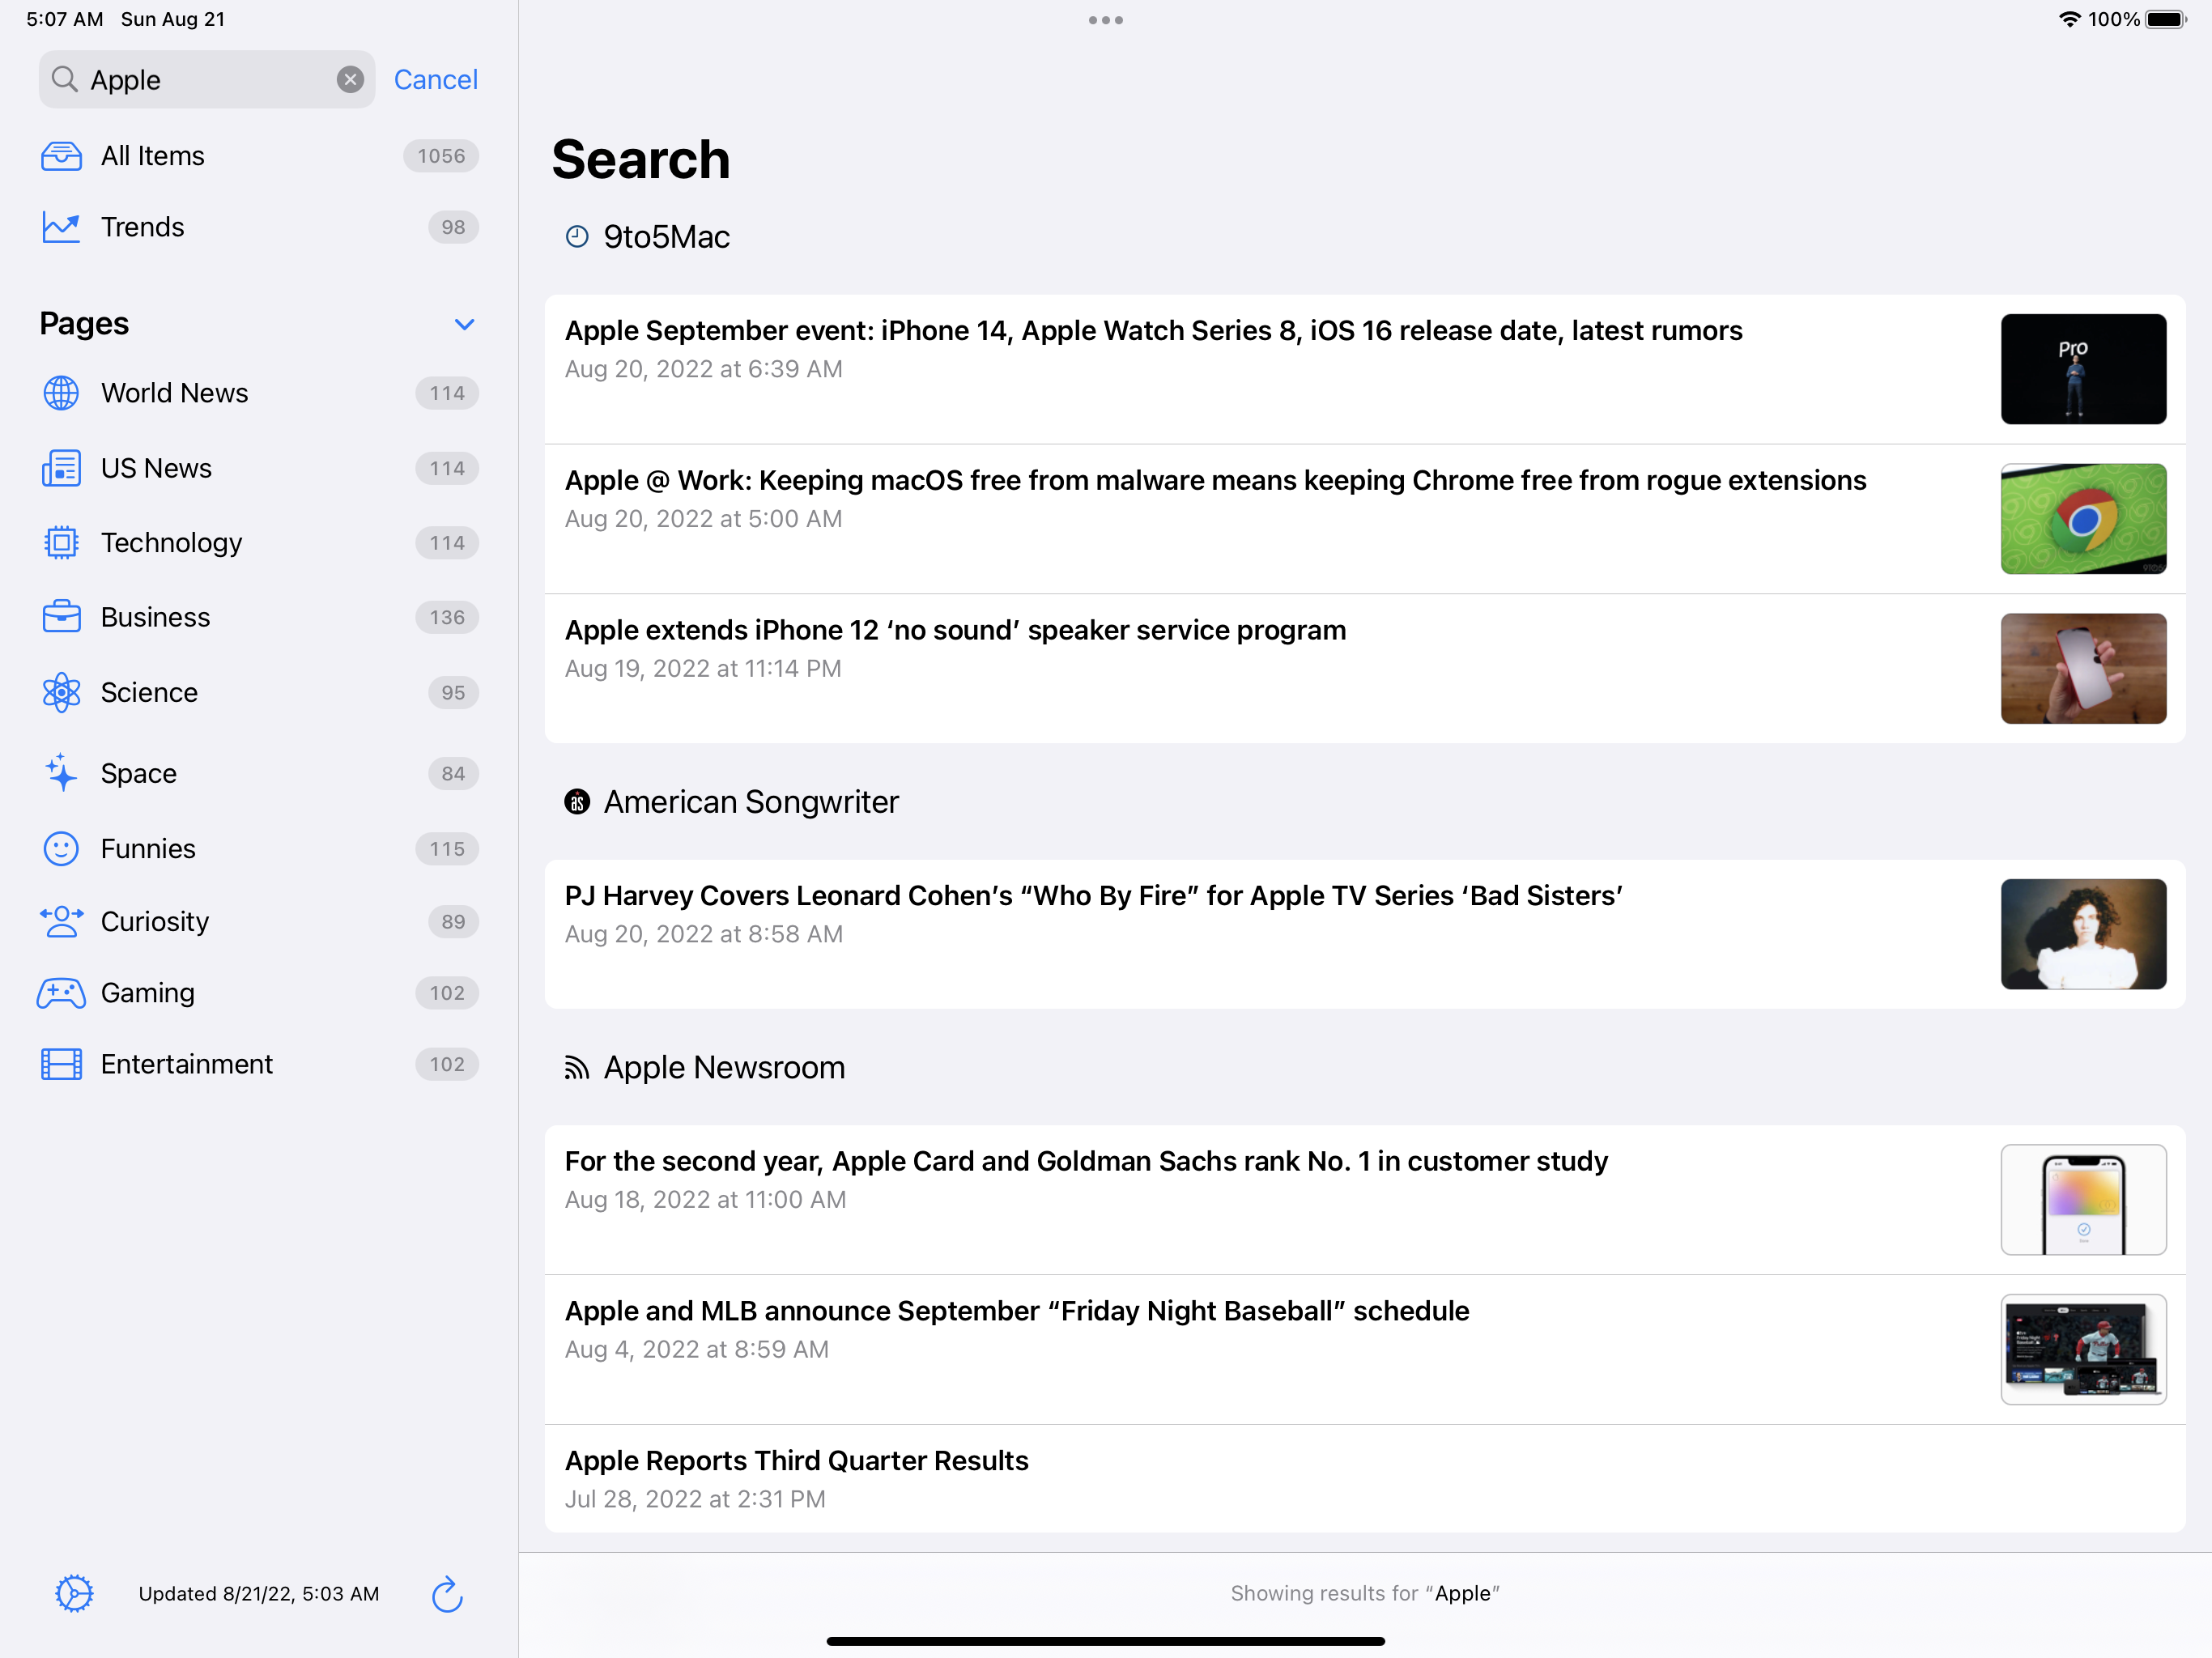 5:07 AM Sun Aug 21
100%
Apple
Cancel
All Items 1056
Trends 98
Pages
World News 114
US News 114
Technology 114
Business 136
Science 95
Space 84
Funnies 115
Curiosity 89
Gaming 102
Entertainment 102
Updated 8/21/22, 5:03 AM
Search
9to5Mac
Apple September event: iPhone 14, Apple Watch Series 8, iOS 16 release date, latest rumors
Aug 20, 2022 at 6:39 AM
Pro
Apple @ Work: Keeping macOS free from malware means keeping Chrome free from rogue extensions
Aug 20, 2022 at 5:00 AM
Apple extends iPhone 12 ‘no sound’ speaker service program
Aug 19, 2022 at 11:14 PM
as American Songwriter
PJ Harvey Covers Leonard Cohen’s “Who By Fire” for Apple TV Series ‘Bad Sisters’
Aug 20, 2022 at 8:58 AM
Apple Newsroom
For the second year, Apple Card and Goldman Sachs rank No. 1 in customer study
Aug 18, 2022 at 11:00 AM
Apple and MLB announce September “Friday Night Baseball” schedule
Aug 4, 2022 at 8:59 AM
Friday Night
Baseball
Apple Reports Third Quarter Results
Jul 28, 2022 at 2:31 PM
Showing results for “Apple”